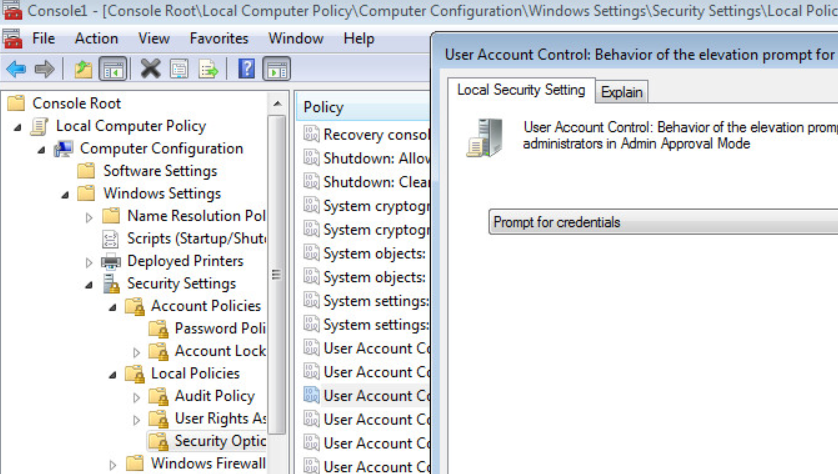 Console1 - [Console Root\Local Computer Policy\Computer Configuration\Windows Settings\Security Settings\Local Polic
File Action View Favorites Window Help
Console Root
Local Computer Policy
Computer Configuration
Software Settings
Windows Settings
Name Resolution Pol
Scripts (Startup/Shut
Deployed Printers
Security Settings
Account Policies
Password Poli
Account Lock
Local Policies
Audit Policy
User Rights As
Security Optic
Windows Firewall
Policy
Recovery consol
Shutdown: Allow
Shutdown: Clear
System cryptogr
System cryptogr
System objects:
System objects:
System settings:
System settings:
User Account Co
User Account Co
User Account Co
User Account Co
User Account Co
User Account Co
User Account Control: Behavior of the elevation prompt for
Local Security Setting
Explain
User Account Control: Behavior of the elevation promp
administrators in Admin Approval Mode
Prompt for credentials